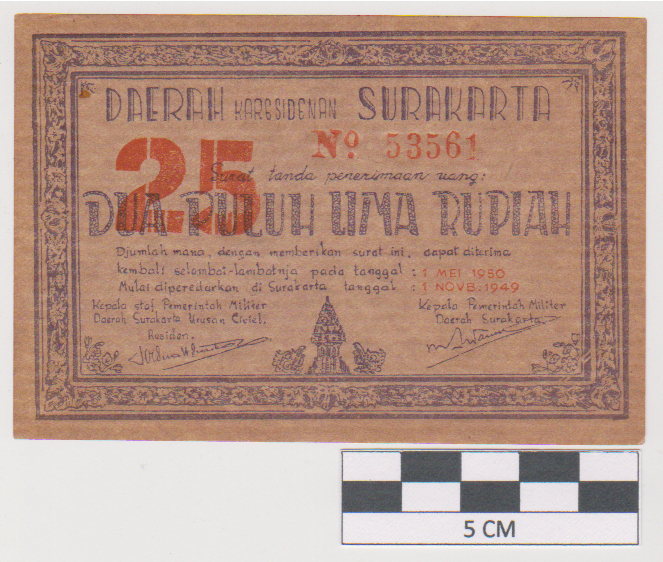 DAERAH KARESIDENAN SURAKARTA
25
No. 53561
Surat tanda penerimaan uang:
DUA PULUH LIMA RUPIAH
Djumlah mana, dengan memberikan surat ini, dapat diterima
kembali selambat-lambatnja pada tanggal : 1 MEI 1950
Mulai diperedarkan di Surakarta tanggal : 1 NOVB. 1949
Kepala staf Pemerintah Militer
Daerah Surakarta Urusan Civiel.
Residen.
Kepala Pemerintah Militer
Daerah Surakarta
5 CM